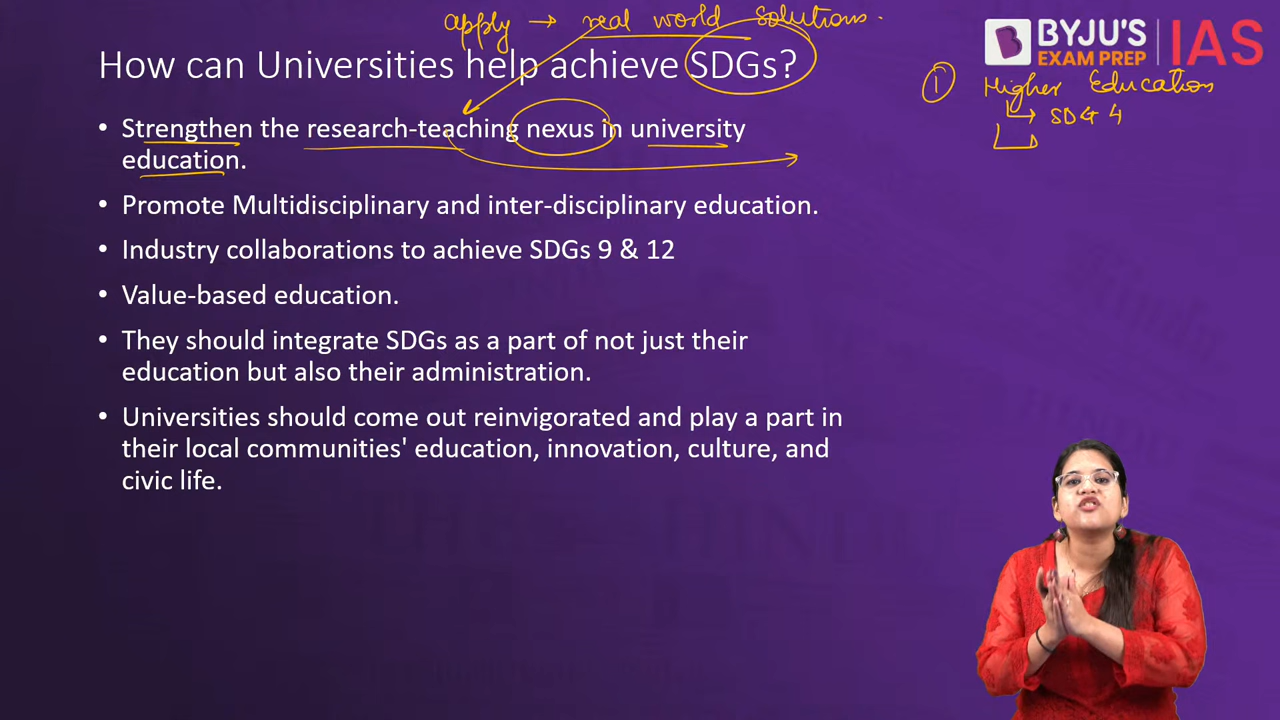 apply → real world solutions.
How can Universities help achieve SDGs?
BYJU'S
EXAM PREP
IAS
① Higher Education
↳ SDG 4
• Strengthen the research-teaching nexus in university
education.
• Promote Multidisciplinary and inter-disciplinary education.
• Industry collaborations to achieve SDGs 9 & 12
• Value-based education.
• They should integrate SDGs as a part of not just their
education but also their administration.
• Universities should come out reinvigorated and play a part in
their local communities' education, innovation, culture, and
civic life.